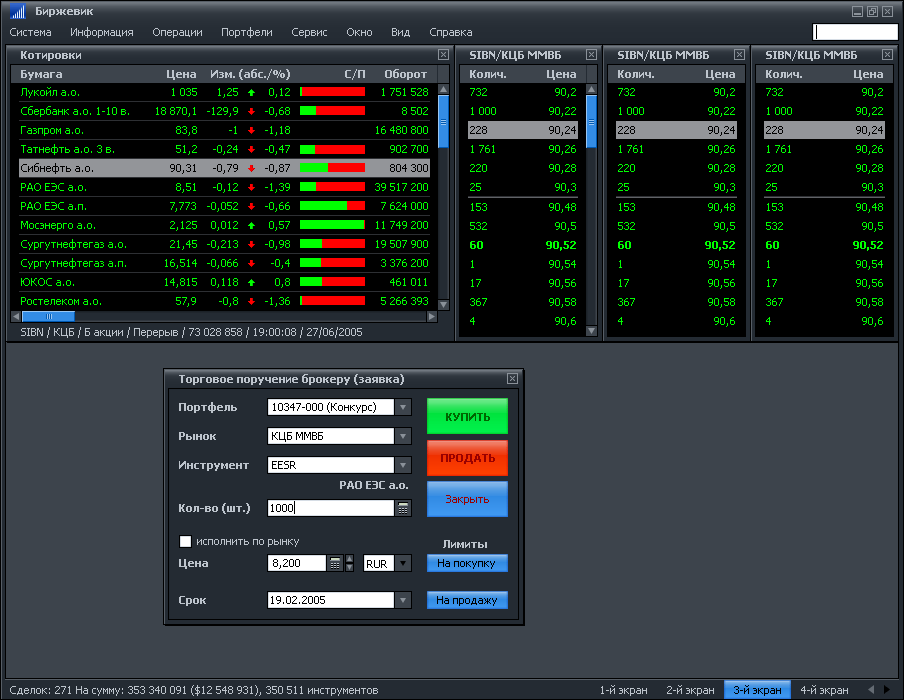 Биржевик
Система Информация Операции Портфели Сервис Окно Вид Справка
Котировки
Бумага Цена Изм. (абс./%) С/П Оборот
Лукойл а.о. 1 035 1,25 0,12 1 751 528
Сбербанк а.о. 1-10 в. 18 870,1 -129,9 -0,68 8 502
Газпром а.о. 83,8 -1 -1,18 16 480 800
Татнефть а.о. 3 в. 51,2 -0,24 -0,47 902 700
Сибнефть а.о. 90,31 -0,79 -0,87 804 300
РАО ЕЭС а.о. 8,51 -0,12 -1,39 39 517 200
РАО ЕЭС а.п. 7,773 -0,052 -0,66 7 624 000
Мосэнерго а.о. 2,125 0,012 0,57 11 749 200
Сургутнефтегаз а.о. 21,45 -0,213 -0,98 19 507 900
Сургутнефтегаз а.п. 16,514 -0,066 -0,4 3 376 200
ЮКОС а.о. 14,815 0,118 0,8 461 011
Ростелеком а.о. 57,9 -0,8 -1,36 5 266 393
SIBN / КЦБ / Б акции / Перерыв / 73 028 858 / 19:00:08 / 27/06/2005
SIBN/КЦБ ММВБ
Колич. Цена
732 90,2
1 000 90,22
228 90,24
1 761 90,26
220 90,28
25 90,3
153 90,48
532 90,5
60 90,52
1 90,54
17 90,56
367 90,58
4 90,6
SIBN/КЦБ ММВБ
Колич. Цена
732 90,2
1 000 90,22
228 90,24
1 761 90,26
220 90,28
25 90,3
153 90,48
532 90,5
60 90,52
1 90,54
17 90,56
367 90,58
4 90,6
SIBN/КЦБ ММВБ
Колич. Цена
732 90,2
1 000 90,22
228 90,24
1 761 90,26
220 90,28
25 90,3
153 90,48
532 90,5
60 90,52
1 90,54
17 90,56
367 90,58
4 90,6
Торговое поручение брокеру (заявка)
Портфель 10347-000 (Конкурс) КУПИТЬ
Рынок КЦБ ММВБ
Инструмент EESR ПРОДАТЬ
РАО ЕЭС а.о.
Кол-во (шт.) 1000 Закрыть
исполнить по рынку Лимиты
Цена 8,200 RUR На покупку
Срок 19.02.2005 На продажу
Сделок: 271 На сумму: 353 340 091 ($12 548 931), 350 511 инструментов 1-й экран 2-й экран 3-й экран 4-й экран